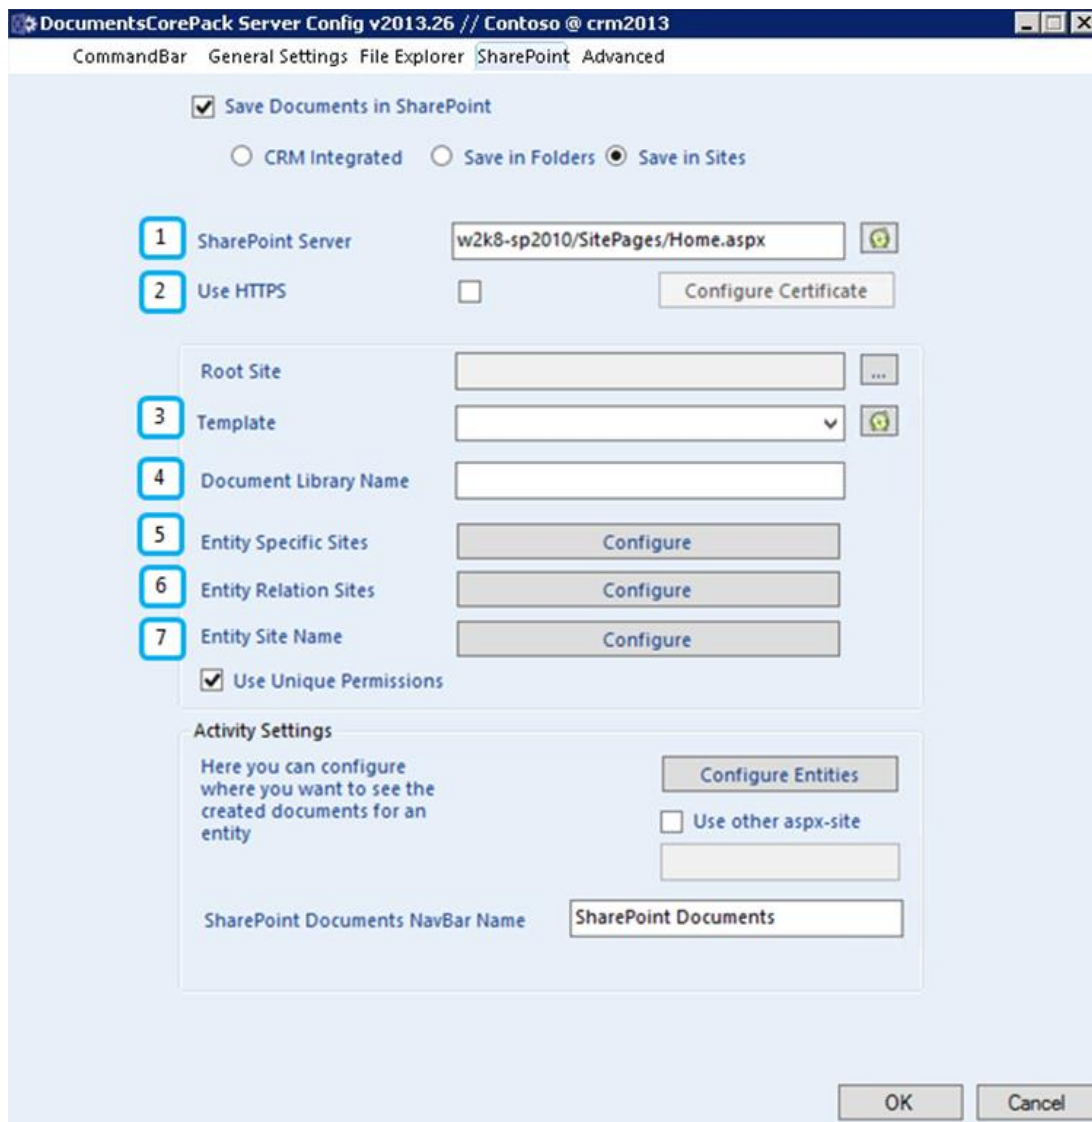 DocumentsCorePack Server Config v2013.26 // Contoso @ crm2013
CommandBar General Settings File Explorer SharePoint Advanced
Save Documents in SharePoint
CRM Integrated Save in Folders Save in Sites
1 SharePoint Server w2k8-sp2010/SitePages/Home.aspx
2 Use HTTPS Configure Certificate
Root Site ...
3 Template
4 Document Library Name
5 Entity Specific Sites Configure
6 Entity Relation Sites Configure
7 Entity Site Name Configure
Use Unique Permissions
Activity Settings
Here you can configure
where you want to see the
created documents for an
entity
Configure Entities
Use other aspx-site
SharePoint Documents NavBar Name SharePoint Documents
OK Cancel